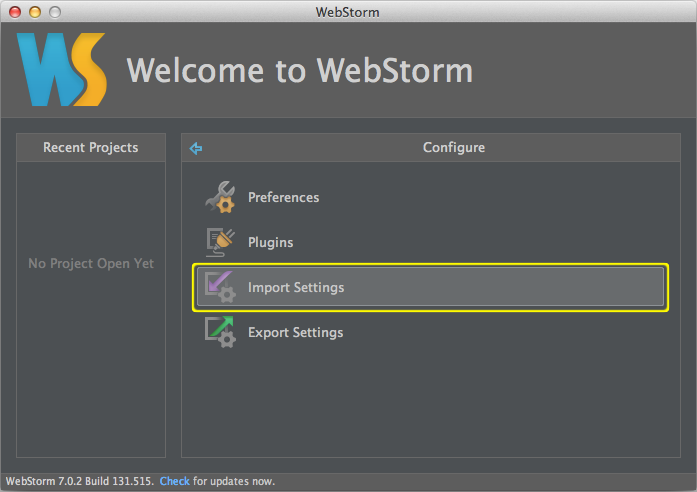 WebStorm
WS
Welcome to WebStorm
Recent Projects
Configure
No Project Open Yet
Preferences
Plugins
Import Settings
Export Settings
WebStorm 7.0.2 Build 131.515. Check for updates now.